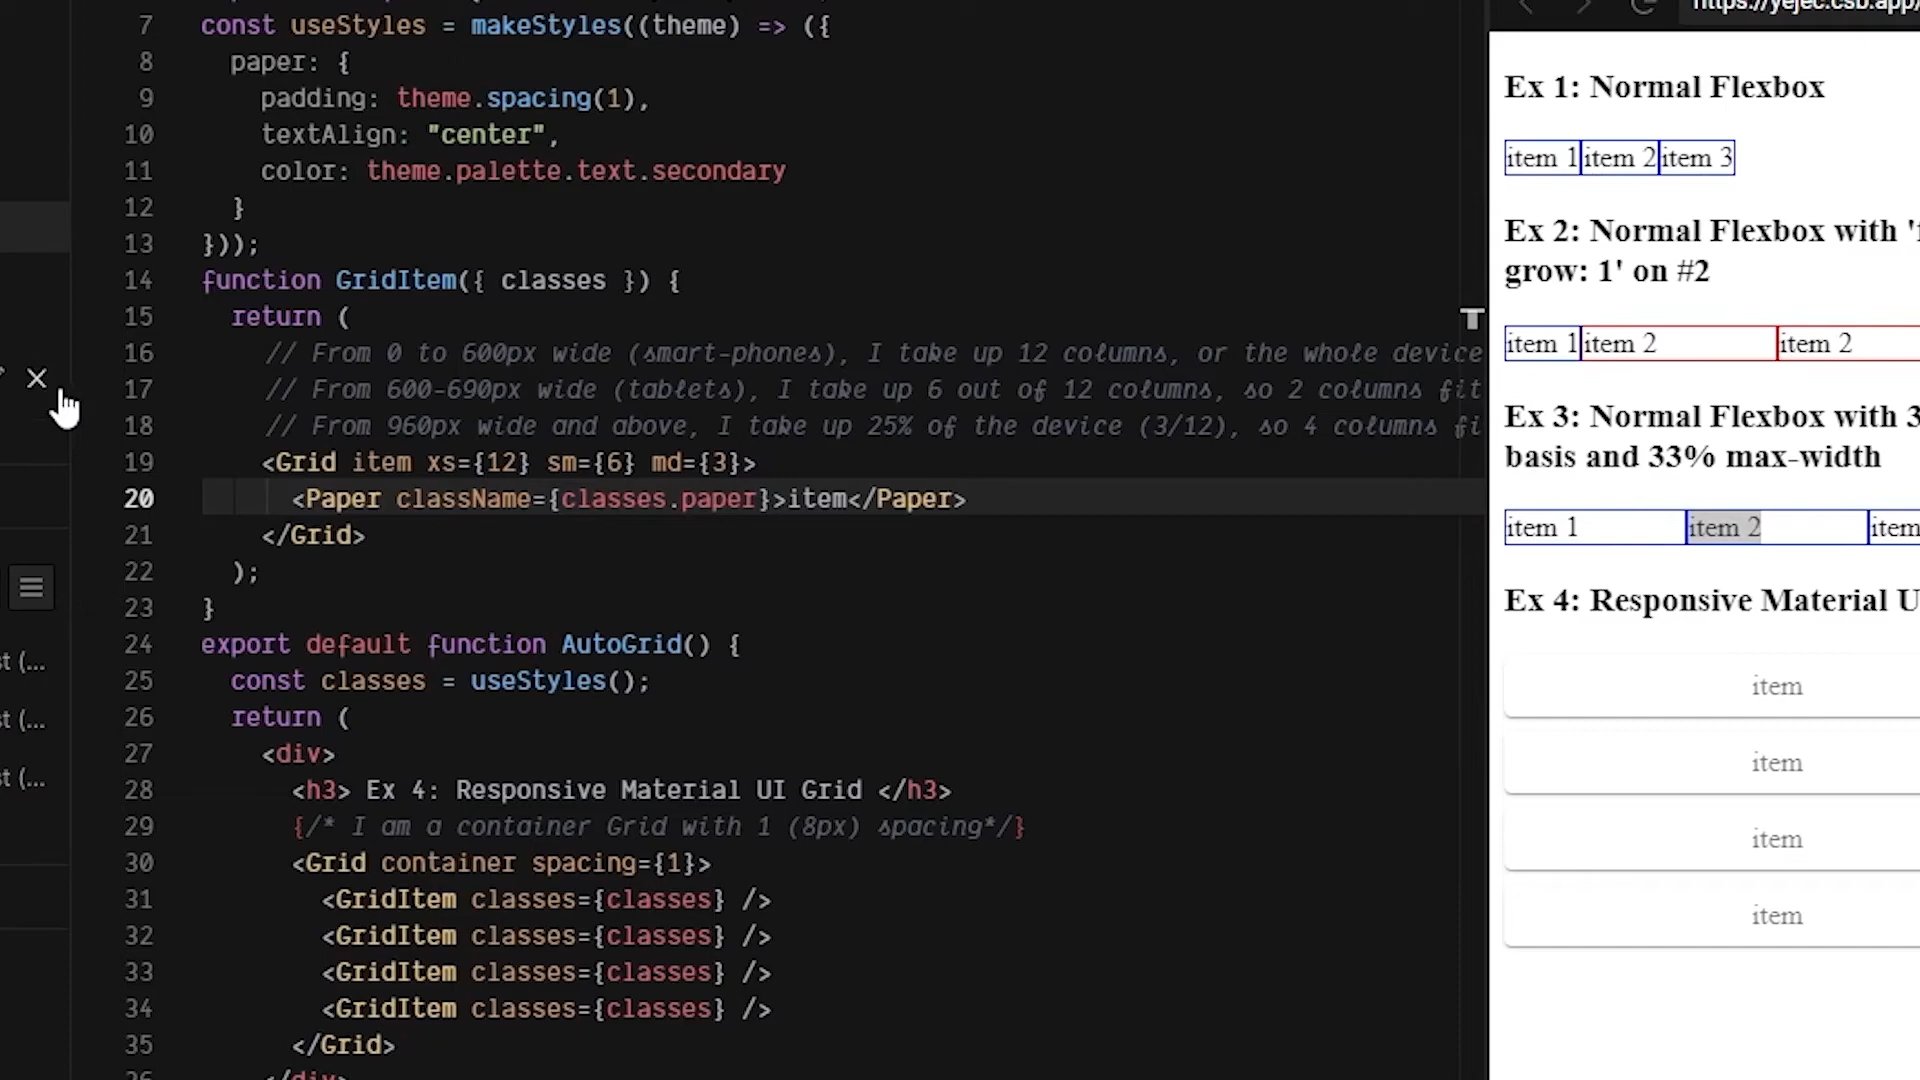 7 const useStyles = makeStyles((theme) => ({
8 paper: {
9 padding: theme.spacing(1),
10 textAlign: "center",
11 color: theme.palette.text.secondary
12 }
13 }));
14 function GridItem({ classes }) {
15 return (
16 // From 0 to 600px wide (smart-phones), I take up 12 columns, or the whole device
17 // From 600-690px wide (tablets), I take up 6 out of 12 columns, so 2 columns fit
18 // From 960px wide and above, I take up 25% of the device (3/12), so 4 columns fi
19 <Grid item xs={12} sm={6} md={3}>
20 <Paper className={classes.paper}>item</Paper>
21 </Grid>
22 );
23 }
24 export default function AutoGrid() {
25 const classes = useStyles();
26 return (
27 <div>
28 <h3> Ex 4: Responsive Material UI Grid </h3>
29 {/* I am a container Grid with 1 (8px) spacing*/}
30 <Grid container spacing={1}>
31 <GridItem classes={classes} />
32 <GridItem classes={classes} />
33 <GridItem classes={classes} />
34 <GridItem classes={classes} />
35 </Grid>
</div>
st (...
st (...
st (...
https://yejec.csb.app/
Ex 1: Normal Flexbox
item 1 item 2 item 3
Ex 2: Normal Flexbox with 'f
grow: 1' on #2
item 1 item 2 item 2
Ex 3: Normal Flexbox with 3
basis and 33% max-width
item 1 item 2 item
Ex 4: Responsive Material U
item
item
item
item